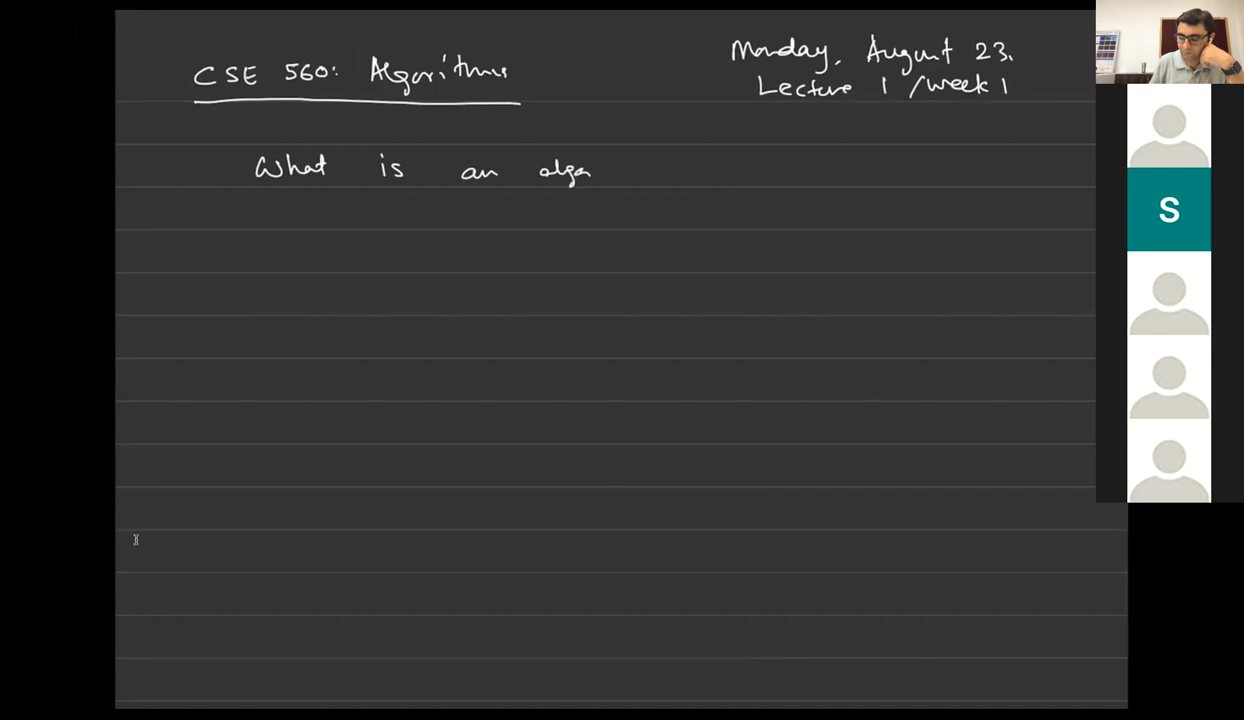 CSE 560: Algorithms
Monday, August 23.
Lecture 1 / week 1
What is an algo
S